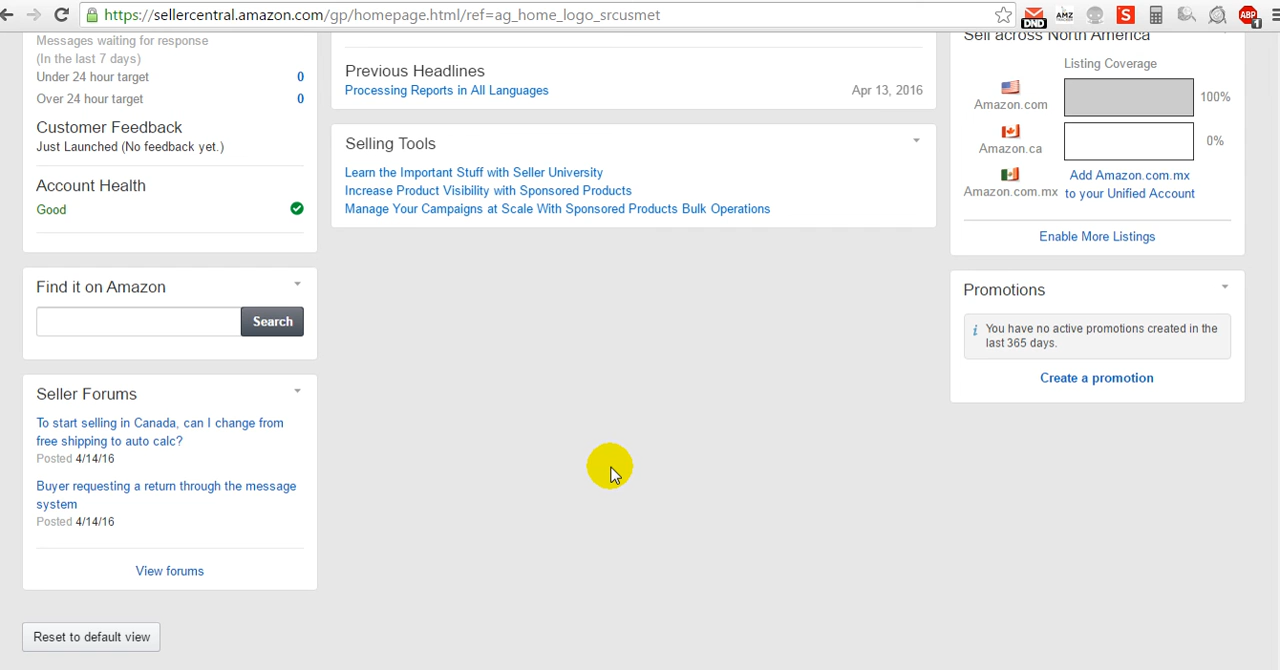 https://sellercentral.amazon.com/gp/homepage.html/ref=ag_home_logo_srcusmet
DND
AMZ
S
ABP
1
Messages waiting for response
(In the last 7 days)
Under 24 hour target 0
Over 24 hour target 0
Customer Feedback
Just Launched (No feedback yet.)
Account Health
Good
Find it on Amazon
Search
Seller Forums
To start selling in Canada, can I change from
free shipping to auto calc?
Posted 4/14/16
Buyer requesting a return through the message
system
Posted 4/14/16
View forums
Reset to default view
Previous Headlines
Processing Reports in All Languages Apr 13, 2016
Selling Tools
Learn the Important Stuff with Seller University
Increase Product Visibility with Sponsored Products
Manage Your Campaigns at Scale With Sponsored Products Bulk Operations
Sell across North America
Listing Coverage
Amazon.com 100%
Amazon.ca 0%
Amazon.com.mx
Add Amazon.com.mx
to your Unified Account
Enable More Listings
Promotions
You have no active promotions created in the
last 365 days.
Create a promotion